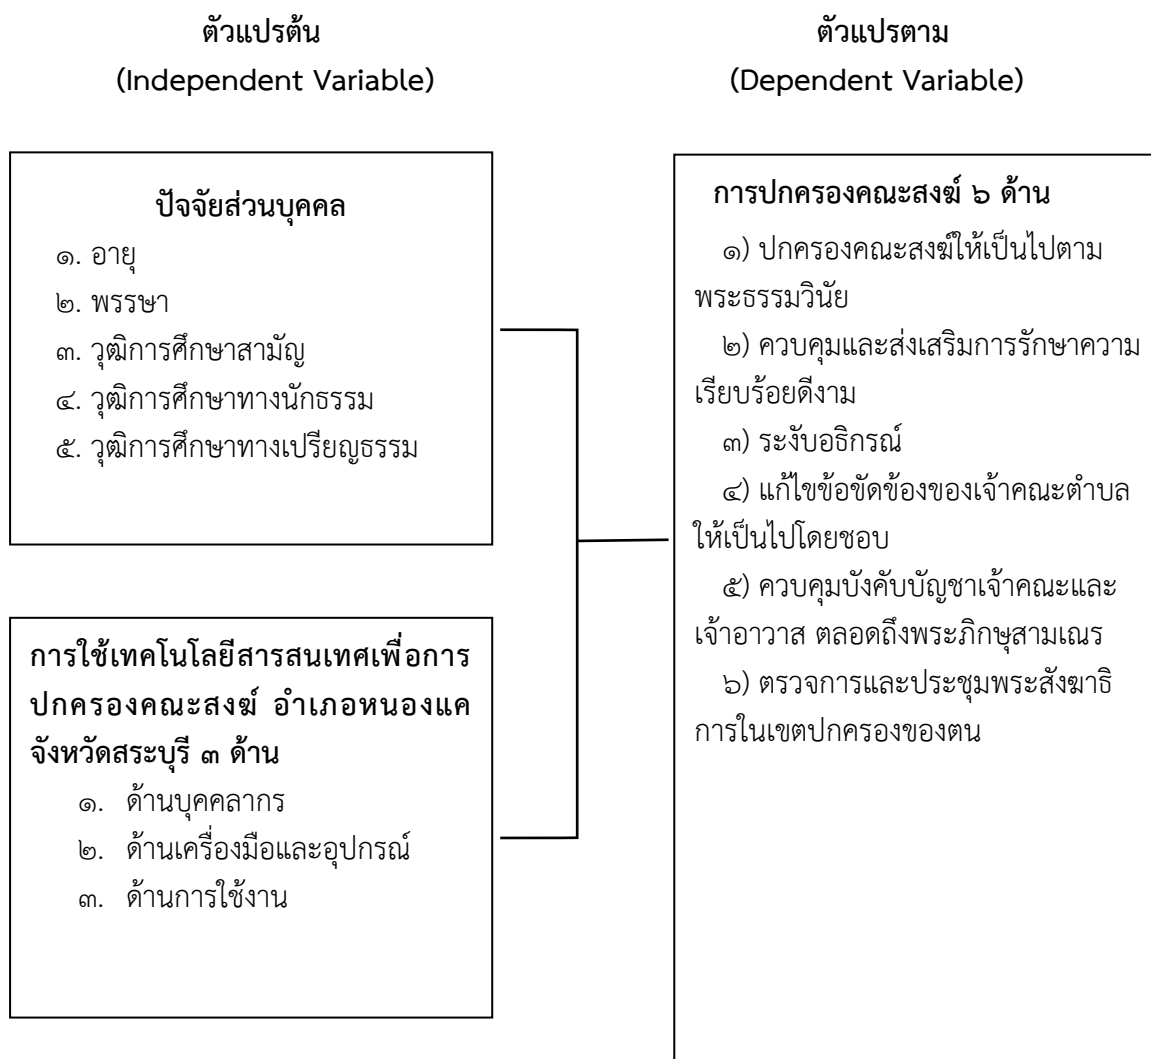 ตัวแปรต้น
(Independent Variable)
ปัจจัยส่วนบุคคล
๑. อายุ
๒. พรรษา
๓. วุฒิการศึกษาสามัญ
๔. วุฒิการศึกษาทางนักธรรม
๕. วุฒิการศึกษาทางเปรียญธรรม
การใช้เทคโนโลยีสารสนเทศเพื่อการ
ปกครองคณะสงฆ์ อำเภอหนองแค
จังหวัดสระบุรี ๓ ด้าน
๑. ด้านบุคคลากร
๒. ด้านเครื่องมือและอุปกรณ์
๓. ด้านการใช้งาน
ตัวแปรตาม
(Dependent Variable)
การปกครองคณะสงฆ์ ๖ ด้าน
๑) ปกครองคณะสงฆ์ให้เป็นไปตาม
พระธรรมวินัย
๒) ควบคุมและส่งเสริมการรักษาความ
เรียบร้อยดีงาม
๓) ระงับอธิกรณ์
๔) แก้ไขข้อขัดข้องของเจ้าคณะตำบล
ให้เป็นไปโดยชอบ
๕) ควบคุมบังคับบัญชาเจ้าคณะและ
เจ้าอาวาส ตลอดถึงพระภิกษุสามเณร
๖) ตรวจการและประชุมพระสังฆาธิ
การในเขตปกครองของตน